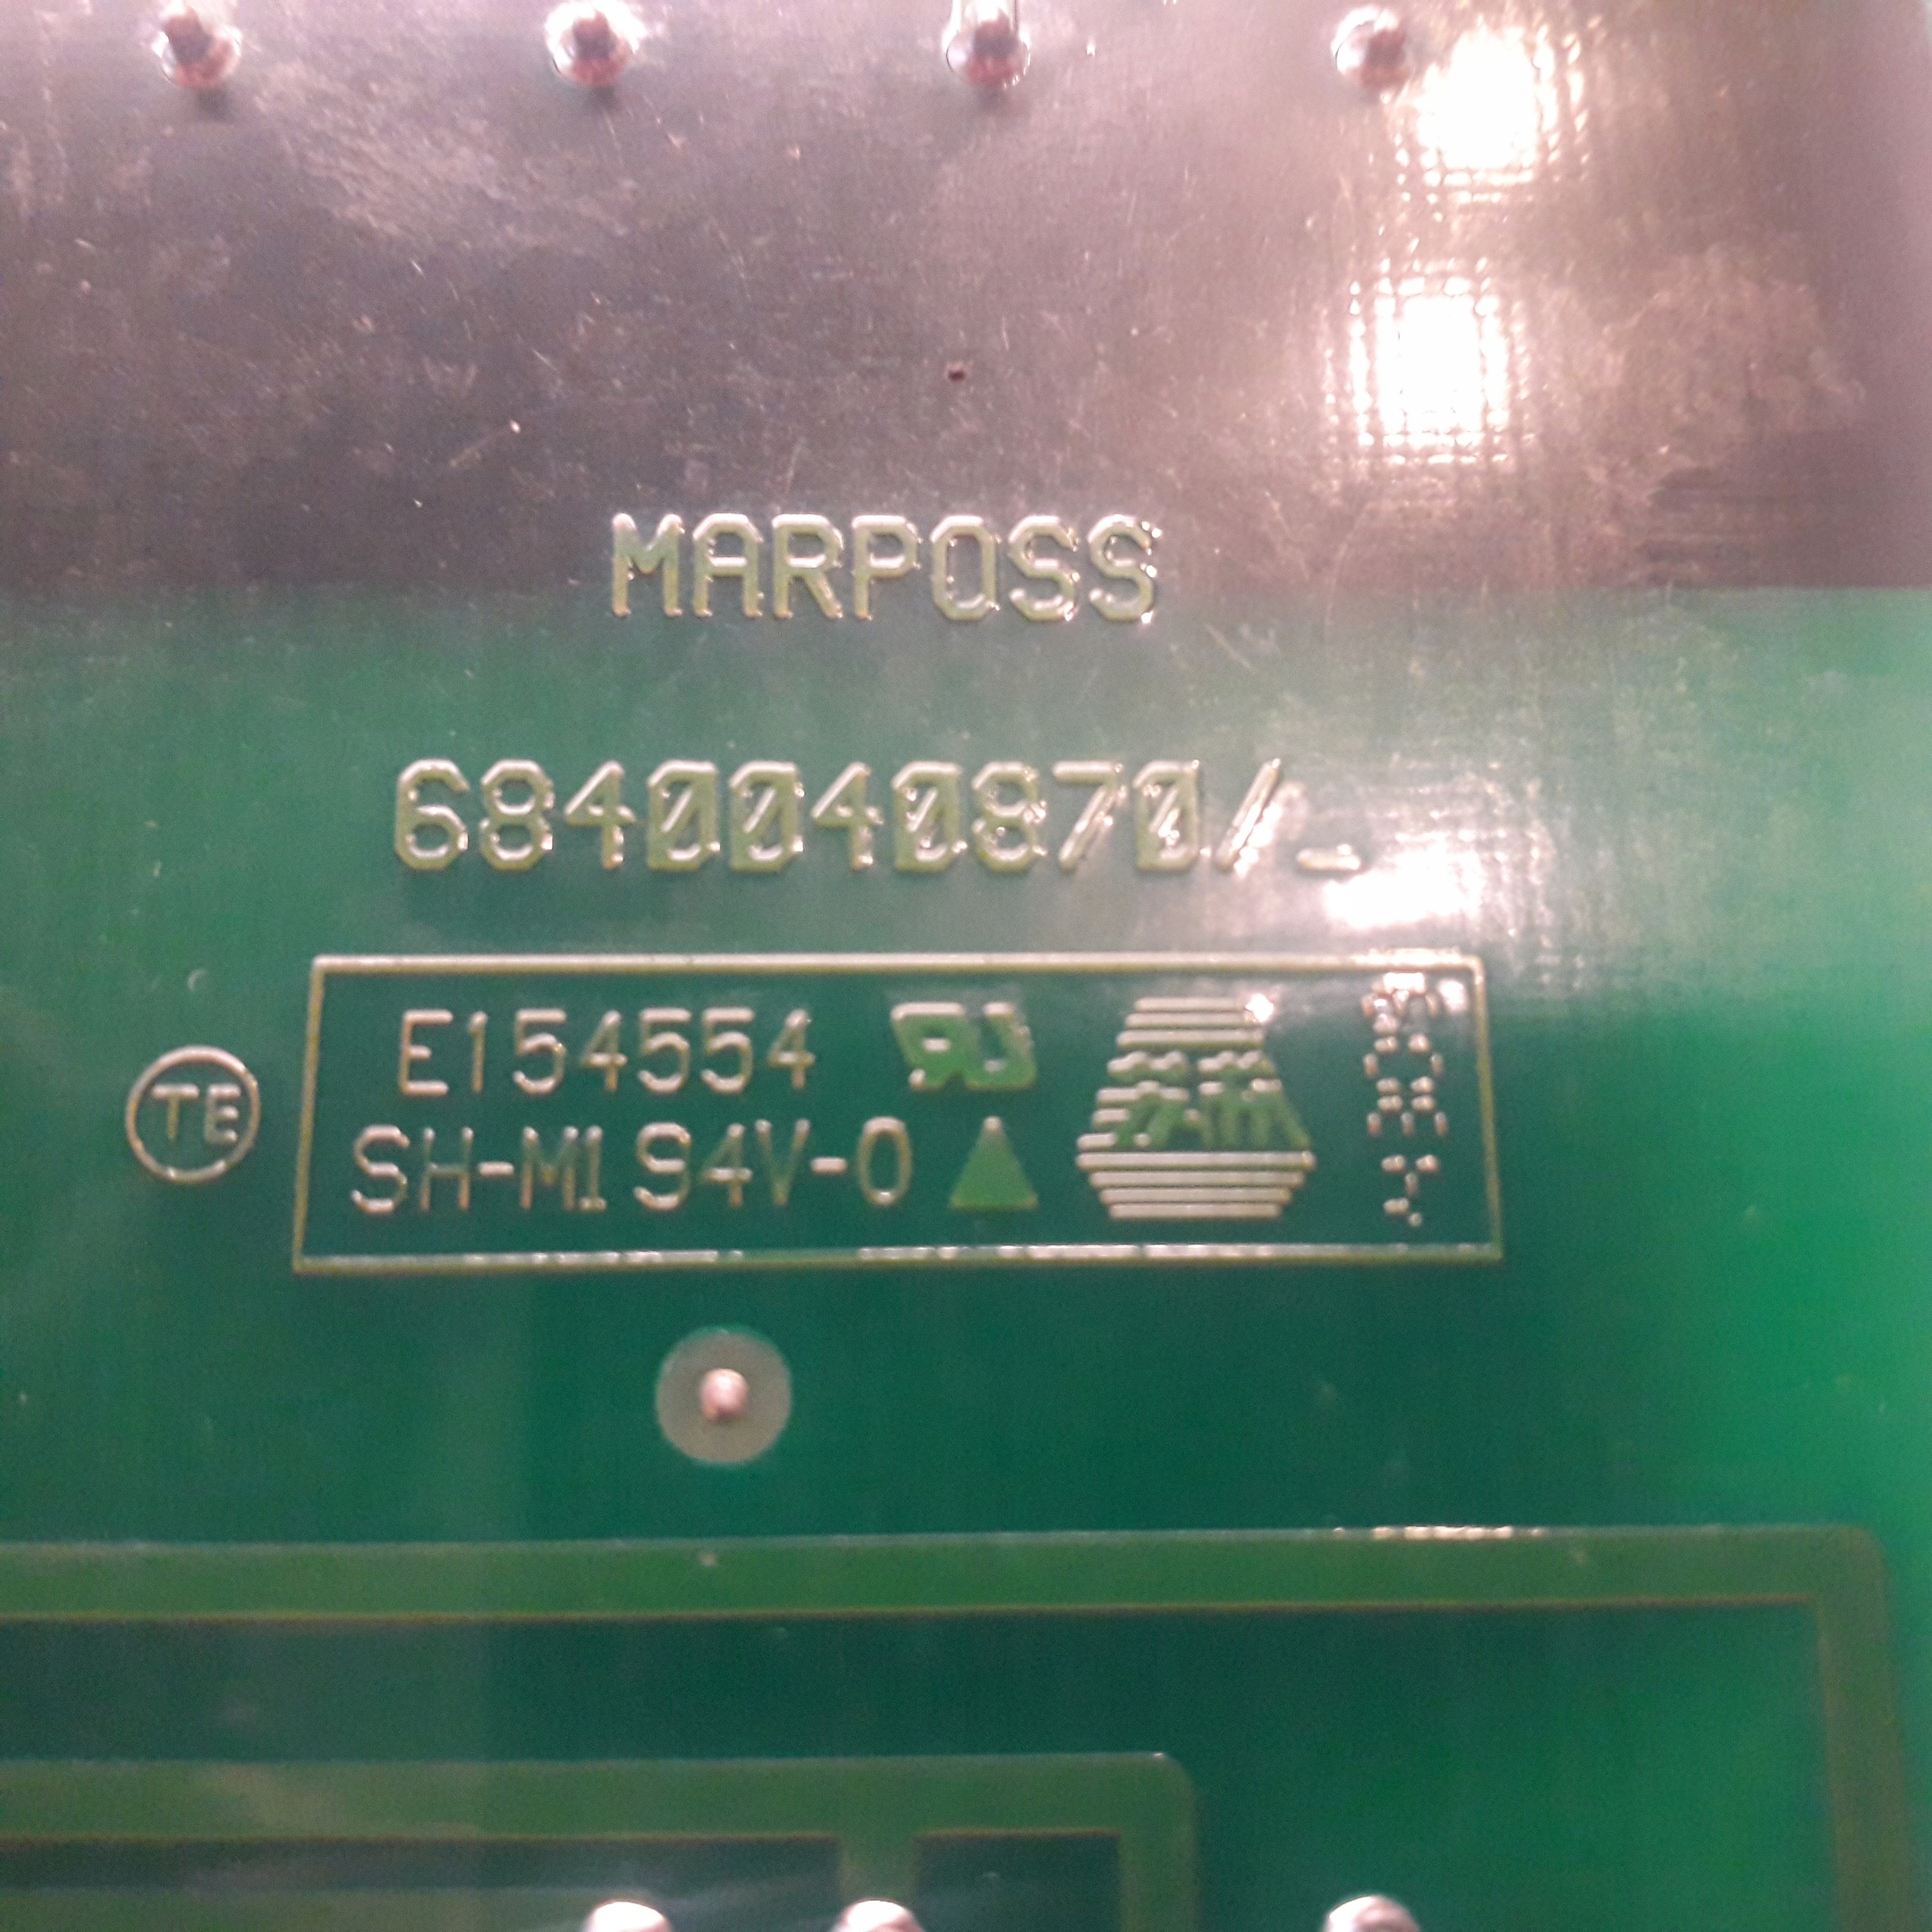 MARPOSS
6840040870/_
TE
E154554
SH-M1 94V-0